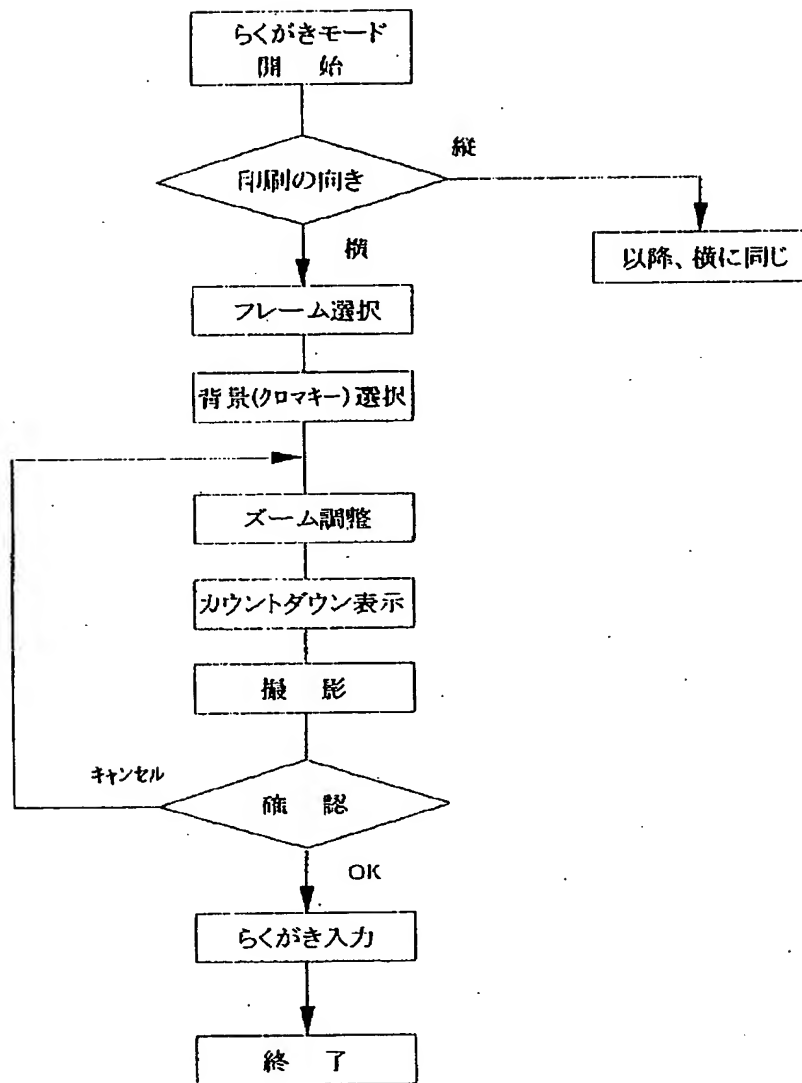 らくがきモード
開 始
印刷の向き
縦
以降、横に同じ
横
フレーム選択
背景(クロマキー)選択
ズーム調整
カウントダウン表示
撮 影
キャンセル
確 認
OK
らくがき入力
終 了